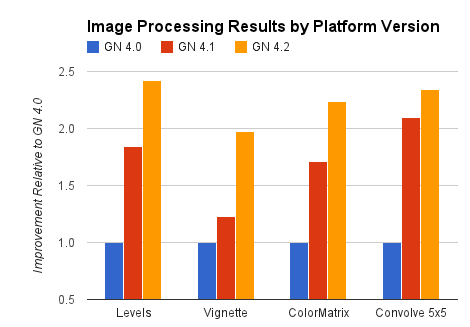 Image Processing Results by Platform Version
GN 4.0 GN 4.1 GN 4.2
Improvement Relative to GN 4.0
2.5
2.0
1.5
1.0
0.5
Levels Vignette ColorMatrix Convolve 5x5